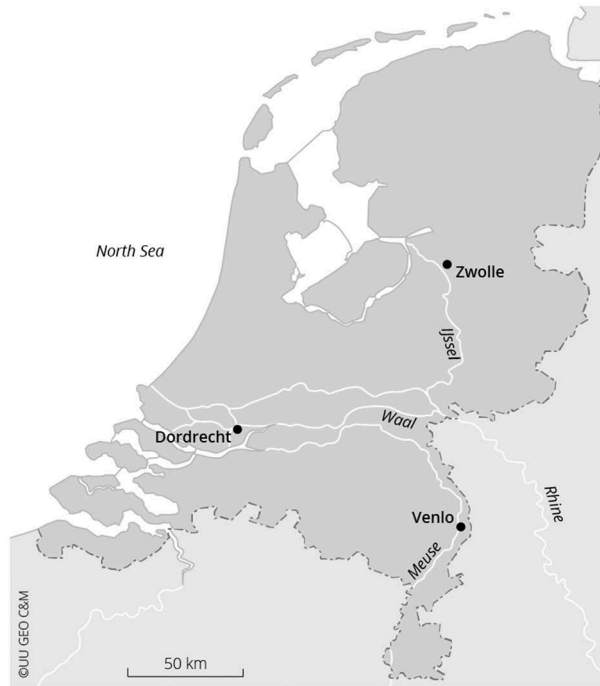 North Sea
Zwolle
IJssel
Waal
Dordrecht
Rhine
Venlo
Meuse
50 km
©UU GEO C&M